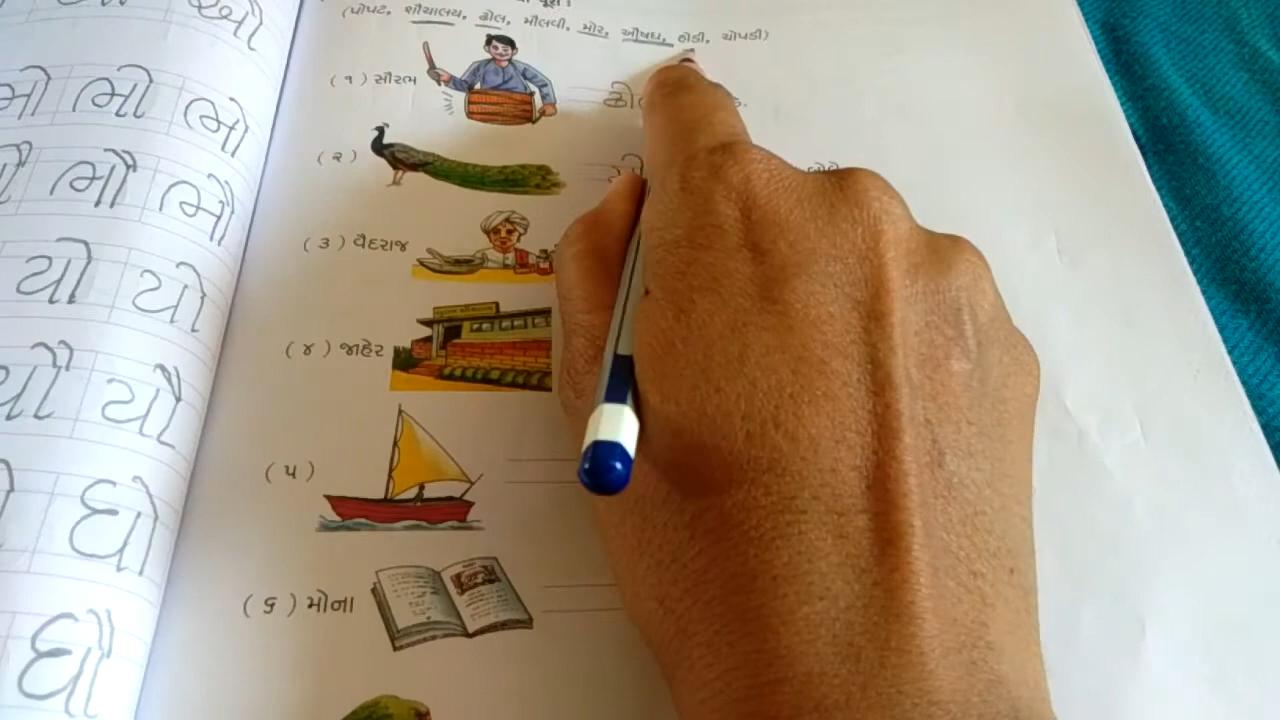 (પોપટ, શૌચાલય, ઢોલ, મૌલવી, મોર, ઔષધ, હોડી, ચોપડી)
(૧) સૌરભ
(૨)
(૩) વૈદરાજ
(૪) જાહેર
(૫)
(૬) મોના
ઓ
ભો ભો ભો
ભૌ ભૌ
યો યો
યૌ યૌ
ઘો
ઘૌ